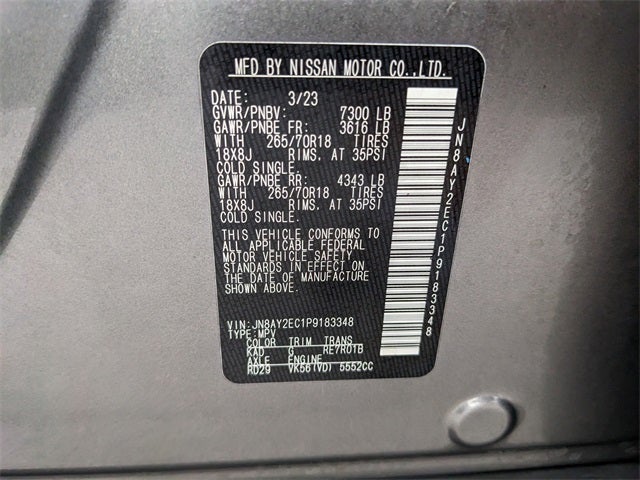 MFD BY NISSAN MOTOR CO.,LTD.
DATE: 3/23
GVWR/PNBV: 7300 LB
GAWR/PNBE FR: 3616 LB
WITH 265/70R18 TIRES
18X8J RIMS. AT 35PSI
COLD SINGLE.
GAWR/PNBE RR: 4343 LB
WITH 265/70R18 TIRES
18X8J RIMS. AT 35PSI
COLD SINGLE.
THIS VEHICLE CONFORMS TO
ALL APPLICABLE FEDERAL
MOTOR VEHICLE SAFETY
STANDARDS IN EFFECT ON
THE DATE OF MANUFACTURE
SHOWN ABOVE.
VIN:JN8AY2EC1P9183348
TYPE:MPV
COLOR TRIM TRANS
KAD G RE7R01B
AXLE ENGINE
RD29 VK56(VD) 5552CC
JN8AY2EC1P9183348